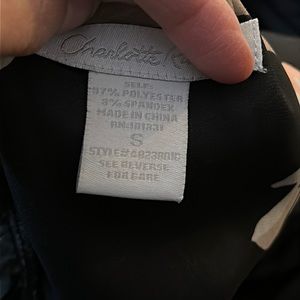 Charlotte
SELF:
97% POLYESTER
3% SPANDEX
MADE IN CHINA
S
SEE REVERSE
FOR CARE